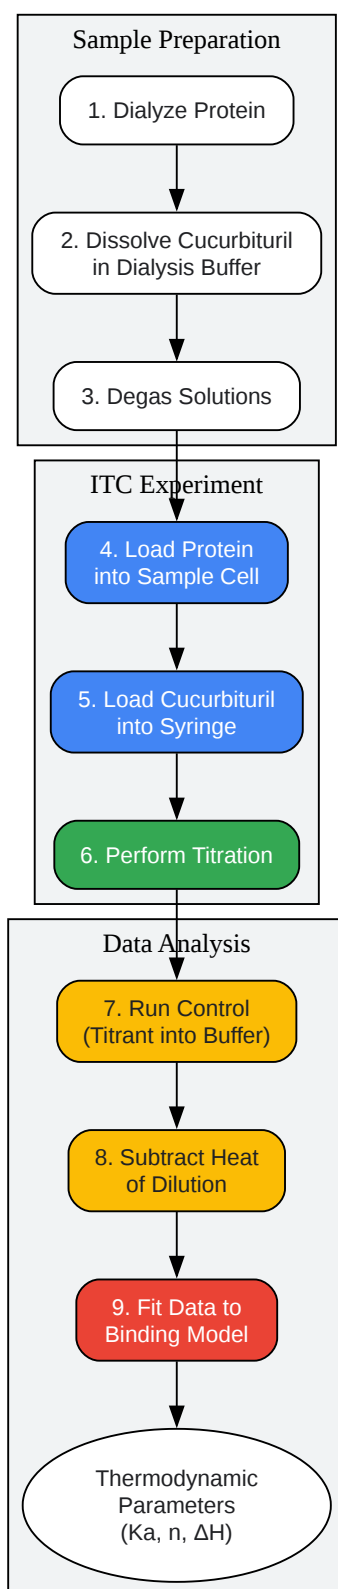 Sample Preparation
1. Dialyze Protein
2. Dissolve Cucurbituril
in Dialysis Buffer
3. Degas Solutions
ITC Experiment
4. Load Protein
into Sample Cell
5. Load Cucurbituril
into Syringe
6. Perform Titration
Data Analysis
7. Run Control
(Titrant into Buffer)
8. Subtract Heat
of Dilution
9. Fit Data to
Binding Model
Thermodynamic
Parameters
(Ka, n, ΔH)